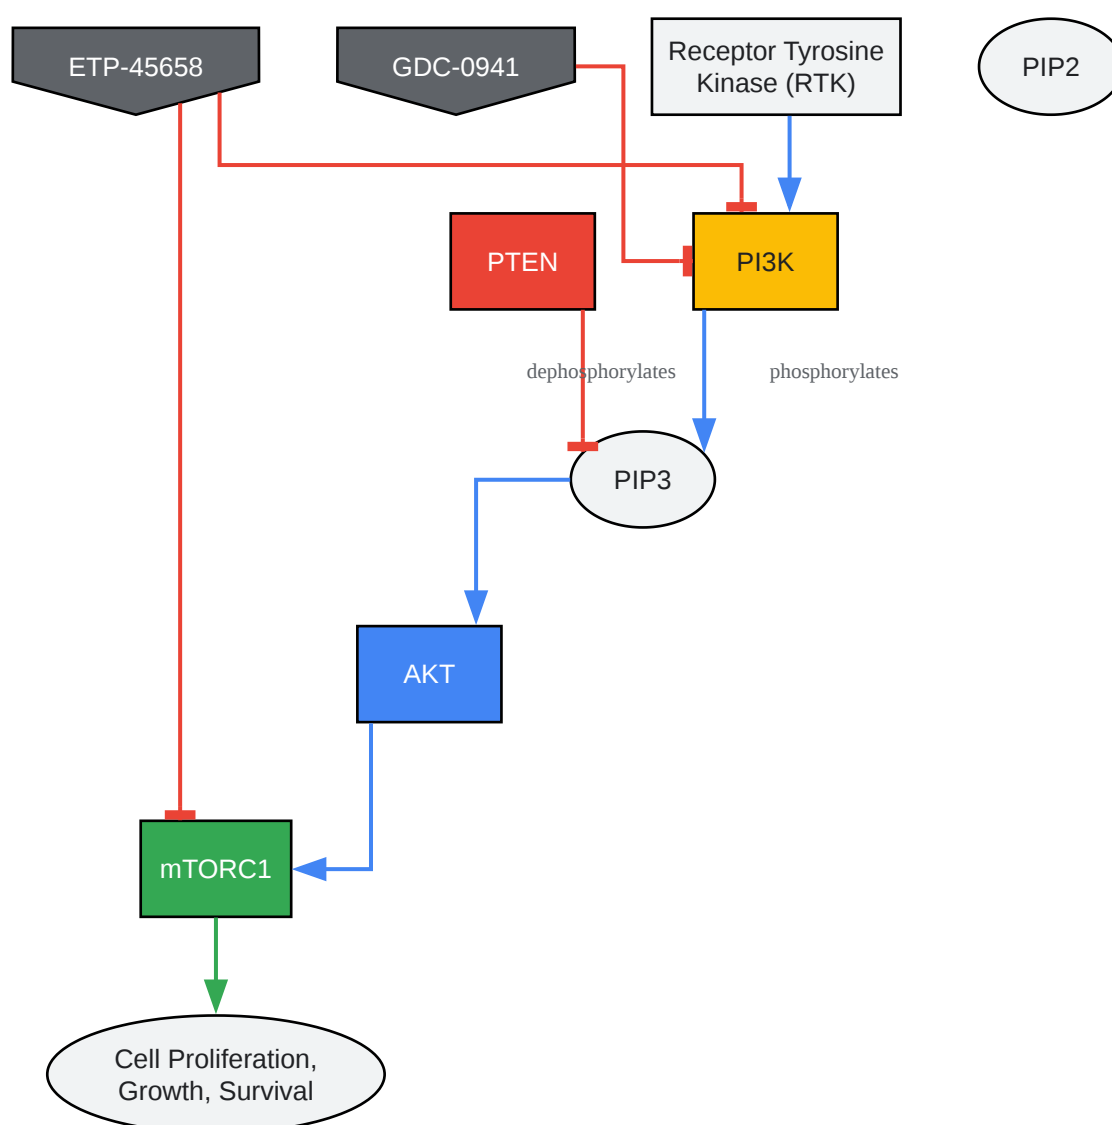 ETP-45658
GDC-0941
Receptor Tyrosine
Kinase (RTK)
PIP2
PTEN
PI3K
dephosphorylates
phosphorylates
PIP3
AKT
mTORC1
Cell Proliferation,
Growth, Survival